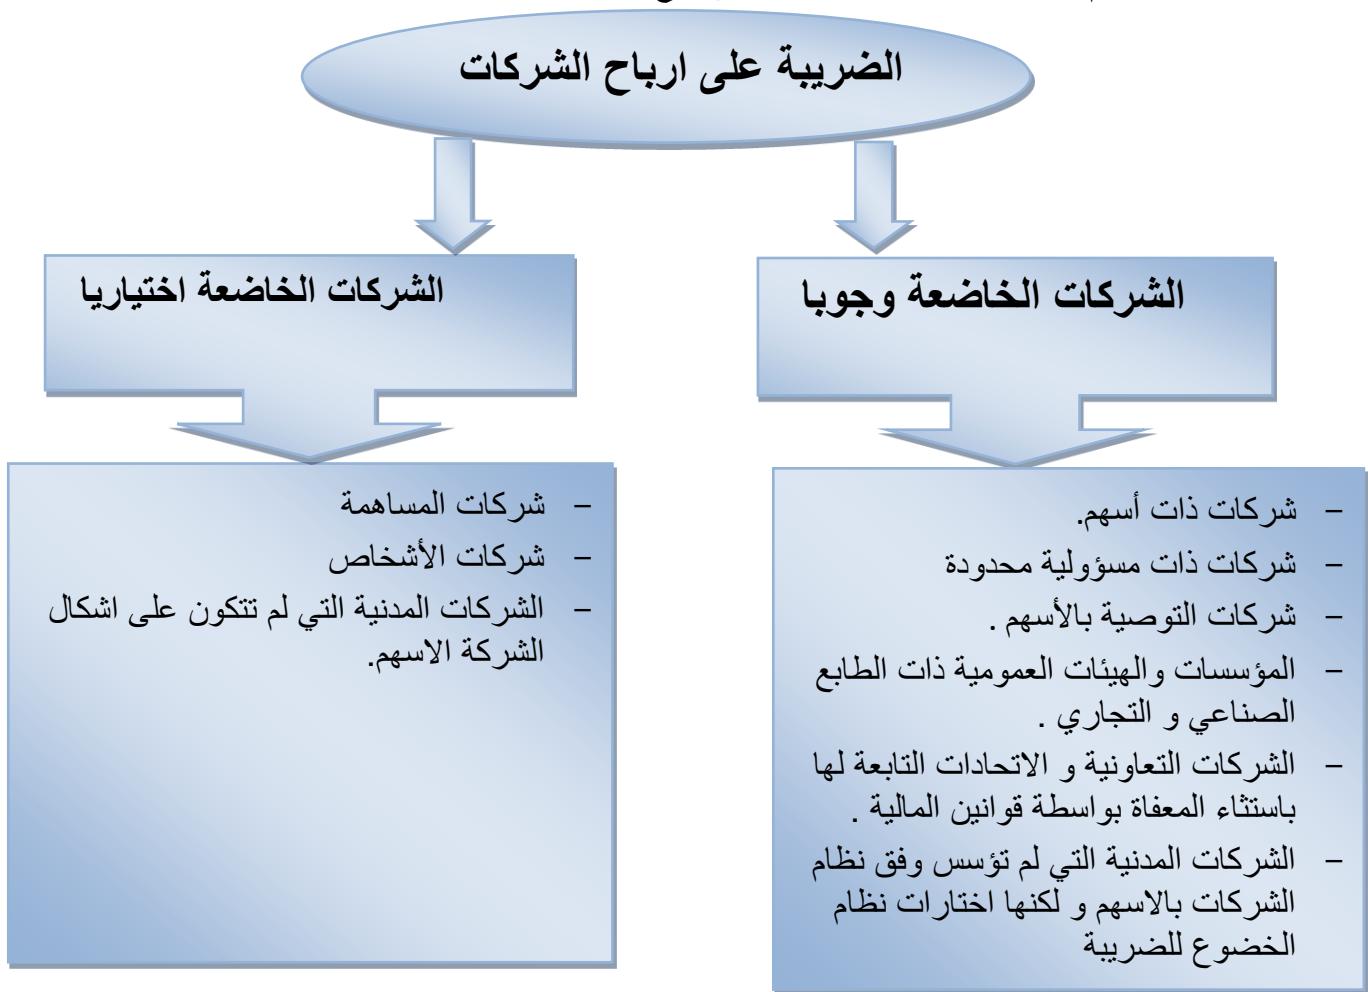 الضريبة على ارباح الشركات
الشركات الخاضعة وجوبا
الشركات الخاضعة اختياريا
- شركات ذات أسهم.
- شركات ذات مسؤولية محدودة
- شركات التوصية بالأسهم .
- المؤسسات والهيئات العمومية ذات الطابع
الصناعي و التجاري .
- الشركات التعاونية و الاتحادات التابعة لها
باستثناء المعفاة بواسطة قوانين المالية .
- الشركات المدنية التي لم تؤسس وفق نظام
الشركات بالاسهم و لكنها اختارات نظام
الخضوع للضريبة
- شركات المساهمة
- شركات الأشخاص
- الشركات المدنية التي لم تتكون على اشكال
الشركة الاسهم.